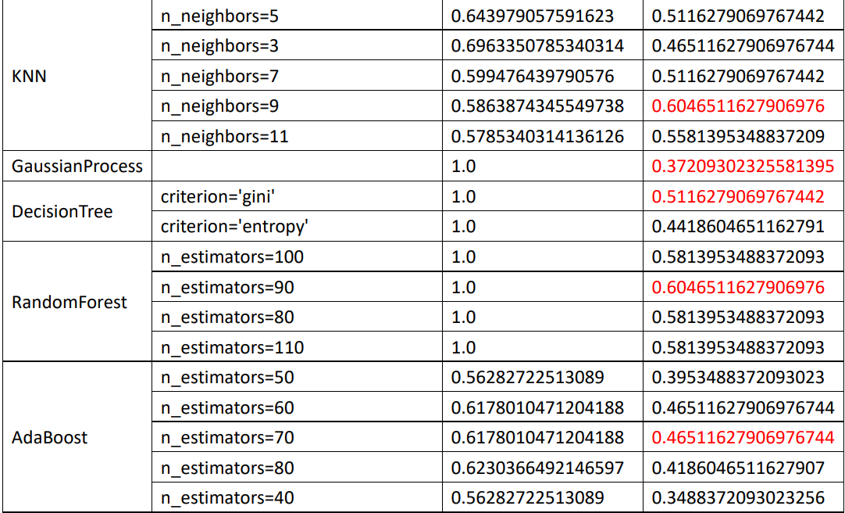 KNN
n_neighbors=5 0.643979057591623 0.5116279069767442
n_neighbors=3 0.6963350785340314 0.46511627906976744
n_neighbors=7 0.599476439790576 0.5116279069767442
n_neighbors=9 0.5863874345549738 0.6046511627906976
n_neighbors=11 0.5785340314136126 0.5581395348837209
GaussianProcess 1.0 0.37209302325581395
DecisionTree
criterion='gini' 1.0 0.5116279069767442
criterion='entropy' 1.0 0.4418604651162791
RandomForest
n_estimators=100 1.0 0.5813953488372093
n_estimators=90 1.0 0.6046511627906976
n_estimators=80 1.0 0.5813953488372093
n_estimators=110 1.0 0.5813953488372093
AdaBoost
n_estimators=50 0.56282722513089 0.3953488372093023
n_estimators=60 0.6178010471204188 0.46511627906976744
n_estimators=70 0.6178010471204188 0.46511627906976744
n_estimators=80 0.6230366492146597 0.4186046511627907
n_estimators=40 0.56282722513089 0.3488372093023256